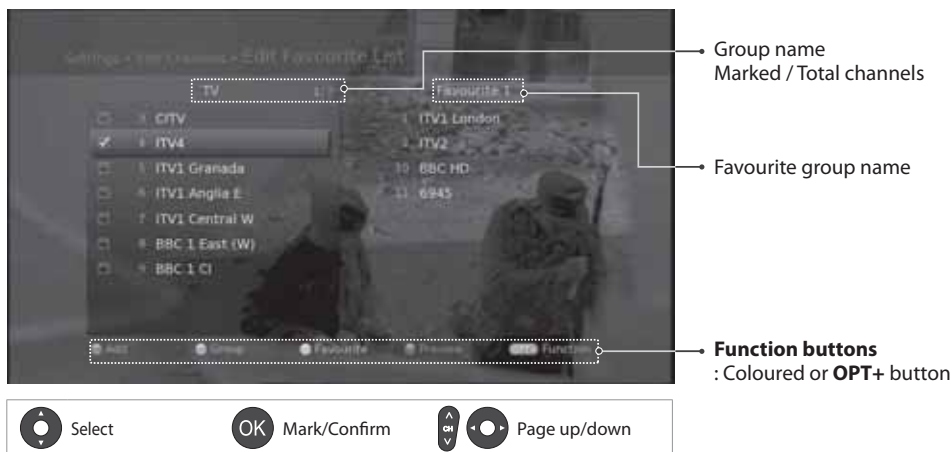 Settings > Edit Channels > Edit Favourite List
TV
Favourite 1
3 CITV
4 ITV4
5 ITV1 Granada
6 ITV1 Anglia E
7 ITV1 Central W
8 BBC 1 East (W)
9 BBC 1 CI
1 ITV1 London
2 ITV2
10 BBC HD
11 6945
Add Group Favourite Preview OPT+ Function
Group name
Marked / Total channels
Favourite group name
Function buttons
: Coloured or OPT+ button
Select
OK Mark/Confirm
CH Page up/down